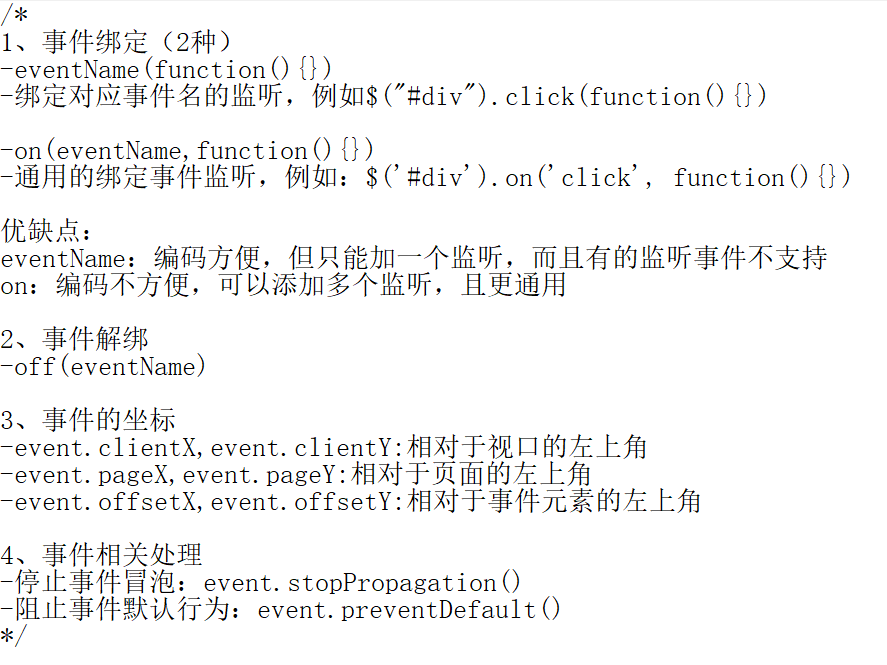 /*
1、事件绑定（2种）
-eventName(function(){})
-绑定对应事件名的监听，例如$("#div").click(function(){})
-on(eventName,function(){})
-通用的绑定事件监听，例如：$('#div').on('click', function(){})
优缺点：
eventName：编码方便，但只能加一个监听，而且有的监听事件不支持
on：编码不方便，可以添加多个监听，且更通用
2、事件解绑
-off(eventName)
3、事件的坐标
-event.clientX,event.clientY:相对于视口的左上角
-event.pageX,event.pageY:相对于页面的左上角
-event.offsetX,event.offsetY:相对于事件元素的左上角
4、事件相关处理
-停止事件冒泡：event.stopPropagation()
-阻止事件默认行为：event.preventDefault()
*/